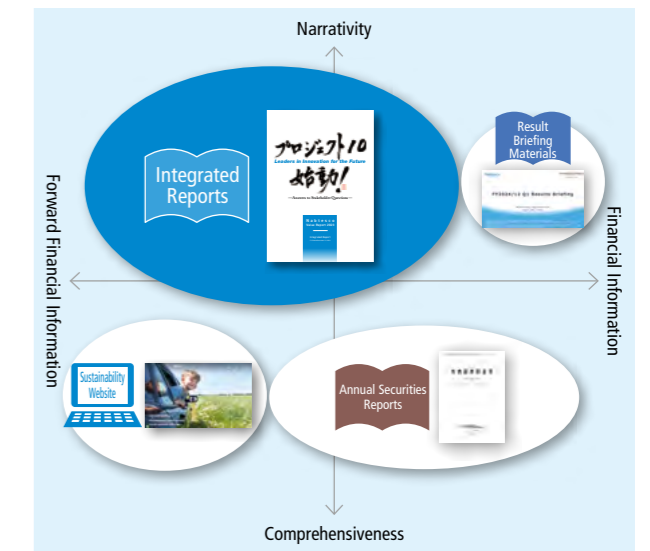 Narrativity
プロジェクト10
Leaders in Innovation for the Future
始動!
Integrated
Reports
Result
Briefing
Materials
Forward Financial Information
Financial Information
Sustainability
Website
Annual Securities
Reports
Comprehensiveness